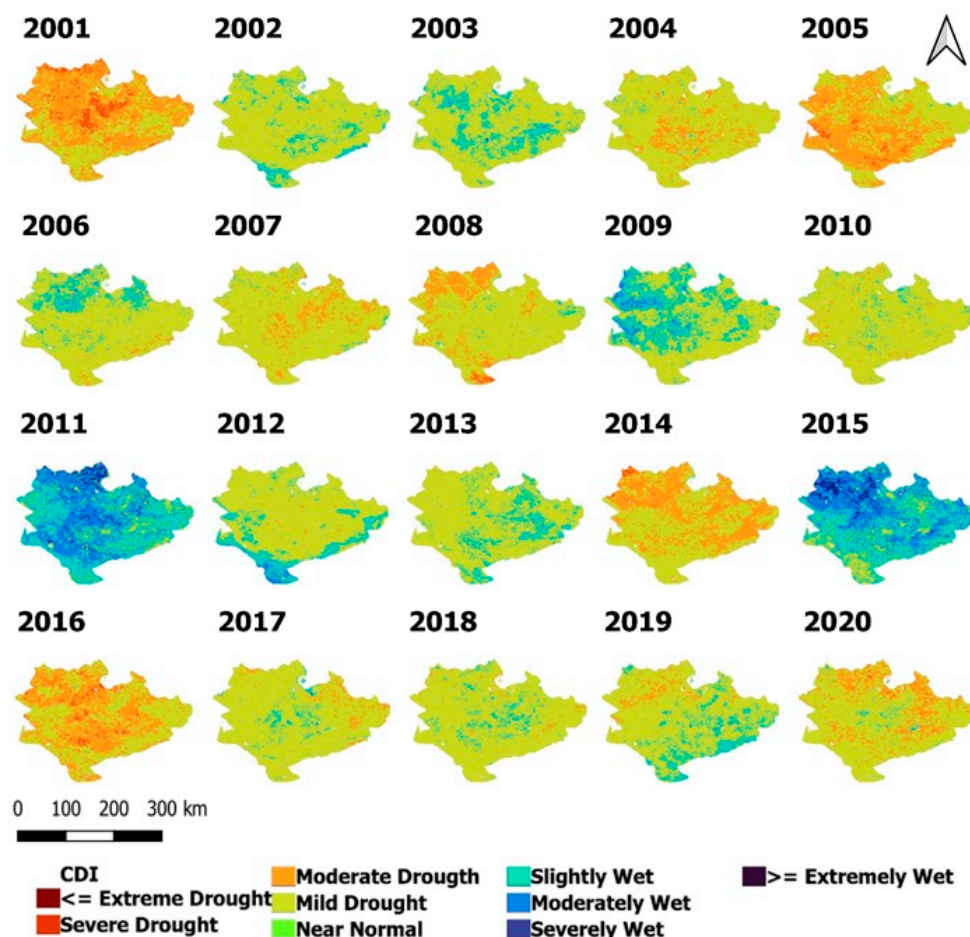 2001 2002 2003 2004 2005
2006 2007 2008 2009 2010
2011 2012 2013 2014 2015
2016 2017 2018 2019 2020
0 100 200 300 km
CDI
<= Extreme Drought
Severe Drought
Moderate Drougth
Mild Drought
Near Normal
Slightly Wet
Moderately Wet
Severely Wet
>= Extremely Wet